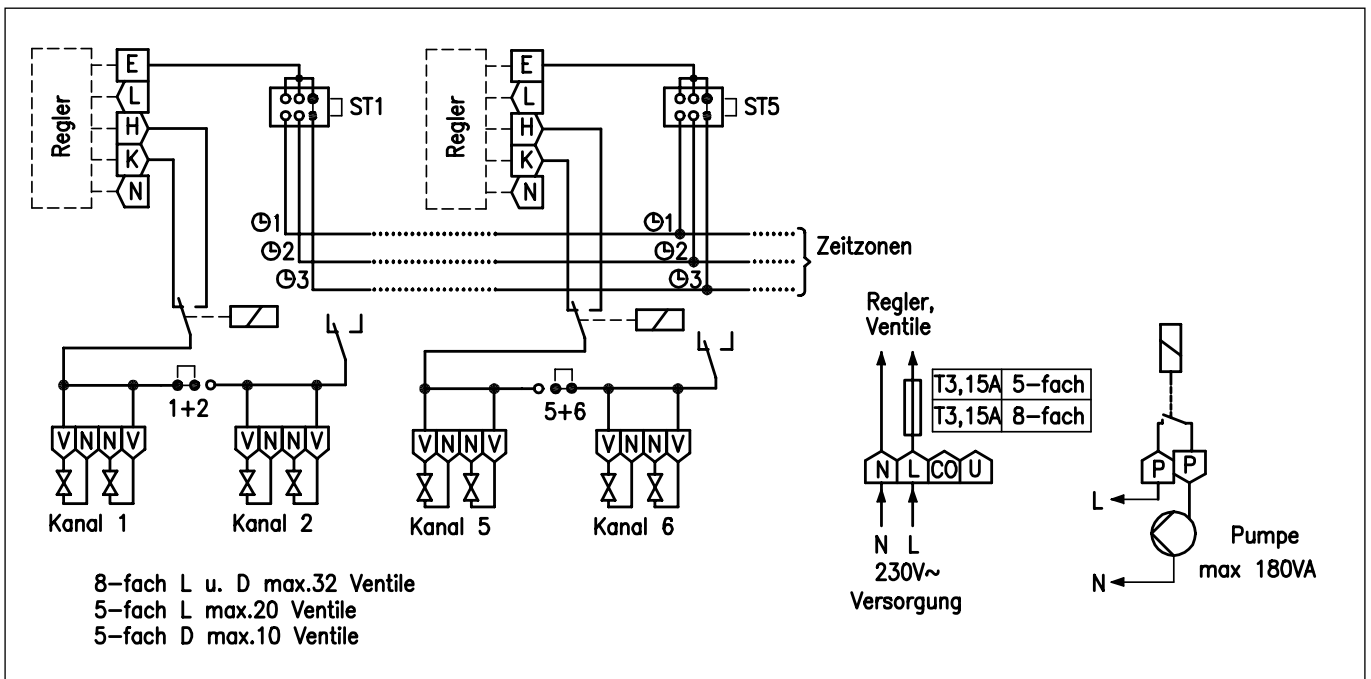 Regler
E
L
H
K
N
ST1
Regler
E
L
H
K
N
ST5
1
2
3
1
2
3
Zeitzonen
1+2
5+6
V N N V
V N N V
V N N V
V N N V
Kanal 1
Kanal 2
Kanal 5
Kanal 6
8-fach L u. D max.32 Ventile
5-fach L max.20 Ventile
5-fach D max.10 Ventile
Regler,
Ventile
T3,15A 5-fach
T3,15A 8-fach
N L CO U
N L
230V~
Versorgung
P P
L
N
Pumpe
max 180VA